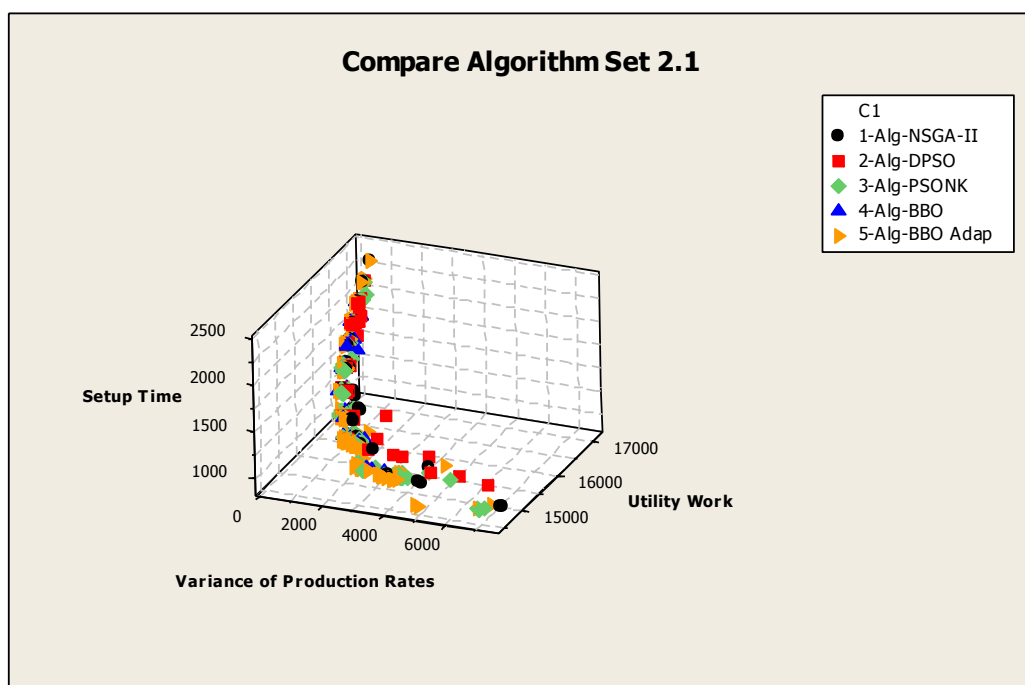 Compare Algorithm Set 2.1
C1
1-Alg-NSGA-II
2-Alg-DPSO
3-Alg-PSONK
4-Alg-BBO
5-Alg-BBO Adap
2500
2000
1500
1000
Setup Time
0
2000
4000
6000
Variance of Production Rates
17000
16000
15000
Utility Work